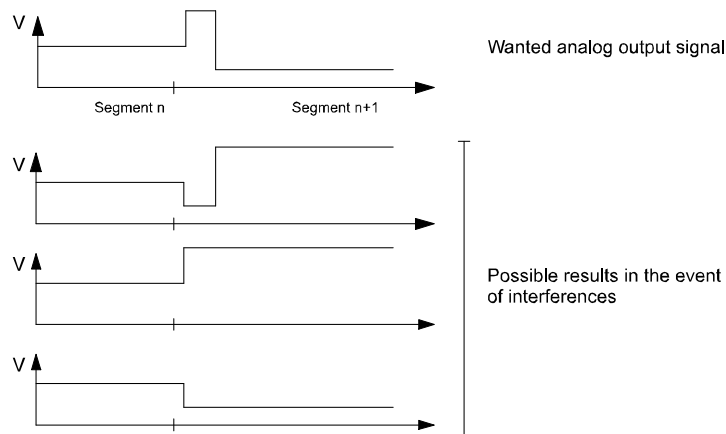 V
Wanted analog output signal
Segment n
Segment n+1
V
V
Possible results in the event
of interferences
V